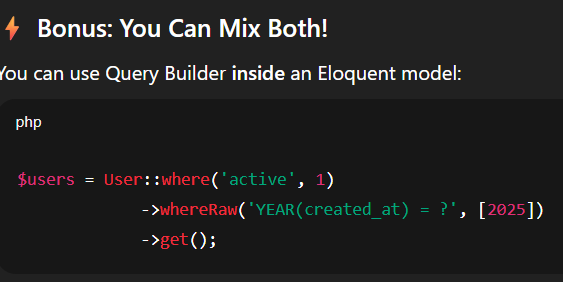 ⚡ Bonus: You Can Mix Both!
You can use Query Builder inside an Eloquent model:
php
$users = User::where('active', 1)
->whereRaw('YEAR(created_at) = ?', [2025])
->get();